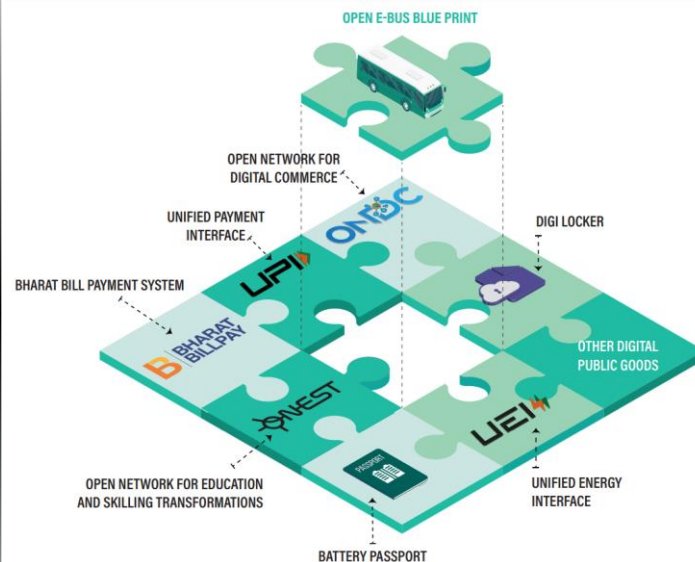 OPEN E-BUS BLUE PRINT
OPEN NETWORK FOR
DIGITAL COMMERCE
ONDC
UNIFIED PAYMENT
INTERFACE
UPI
DIGI LOCKER
BHARAT BILL PAYMENT SYSTEM
B BHARAT
BILLPAY
OTHER DIGITAL
PUBLIC GOODS
ONEST
UEI
PASSPORT
OPEN NETWORK FOR EDUCATION
AND SKILLING TRANSFORMATIONS
UNIFIED ENERGY
INTERFACE
BATTERY PASSPORT